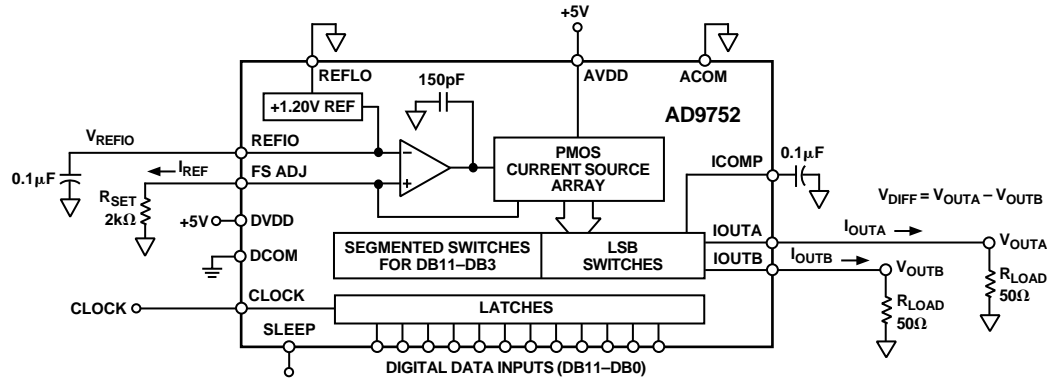 +5V
REFLO
AVDD
ACOM
150pF
+1.20V REF
AD9752
V_REFIO
REFIO
PMOS
CURRENT SOURCE
ARRAY
ICOMP
0.1μF
I_REF
FS ADJ
0.1μF
R_SET
2kΩ
V_DIFF = V_OUTA – V_OUTB
+5V
DVDD
DCOM
SEGMENTED SWITCHES
FOR DB11–DB3
LSB
SWITCHES
IOUTA
I_OUTA
V_OUTA
IOUTB
I_OUTB
V_OUTB
R_LOAD
50Ω
R_LOAD
50Ω
CLOCK
CLOCK
LATCHES
SLEEP
DIGITAL DATA INPUTS (DB11–DB0)